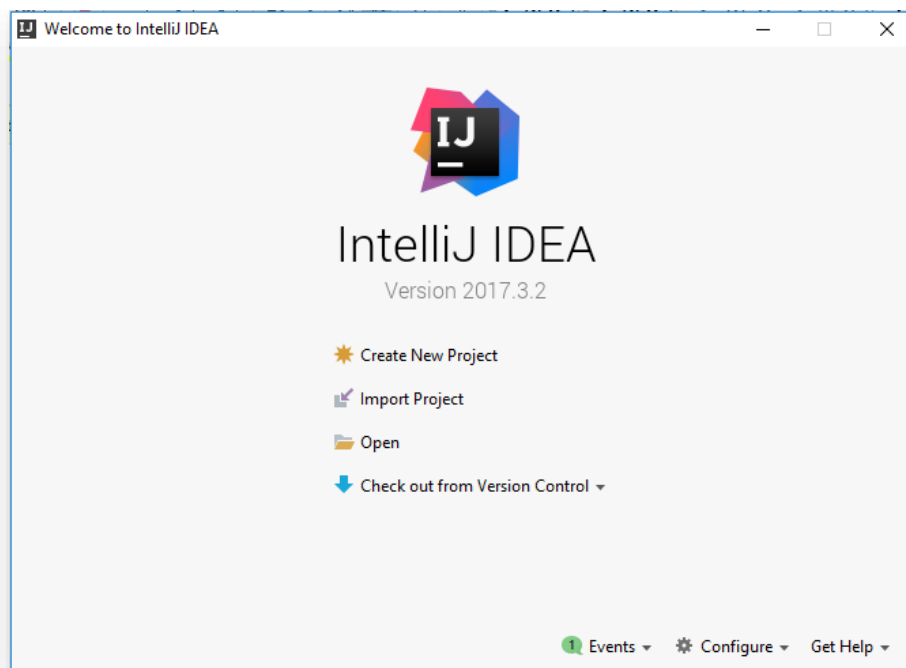 Welcome to IntelliJ IDEA
IJ
IntelliJ IDEA
Version 2017.3.2
Create New Project
Import Project
Open
Check out from Version Control
1 Events Configure Get Help